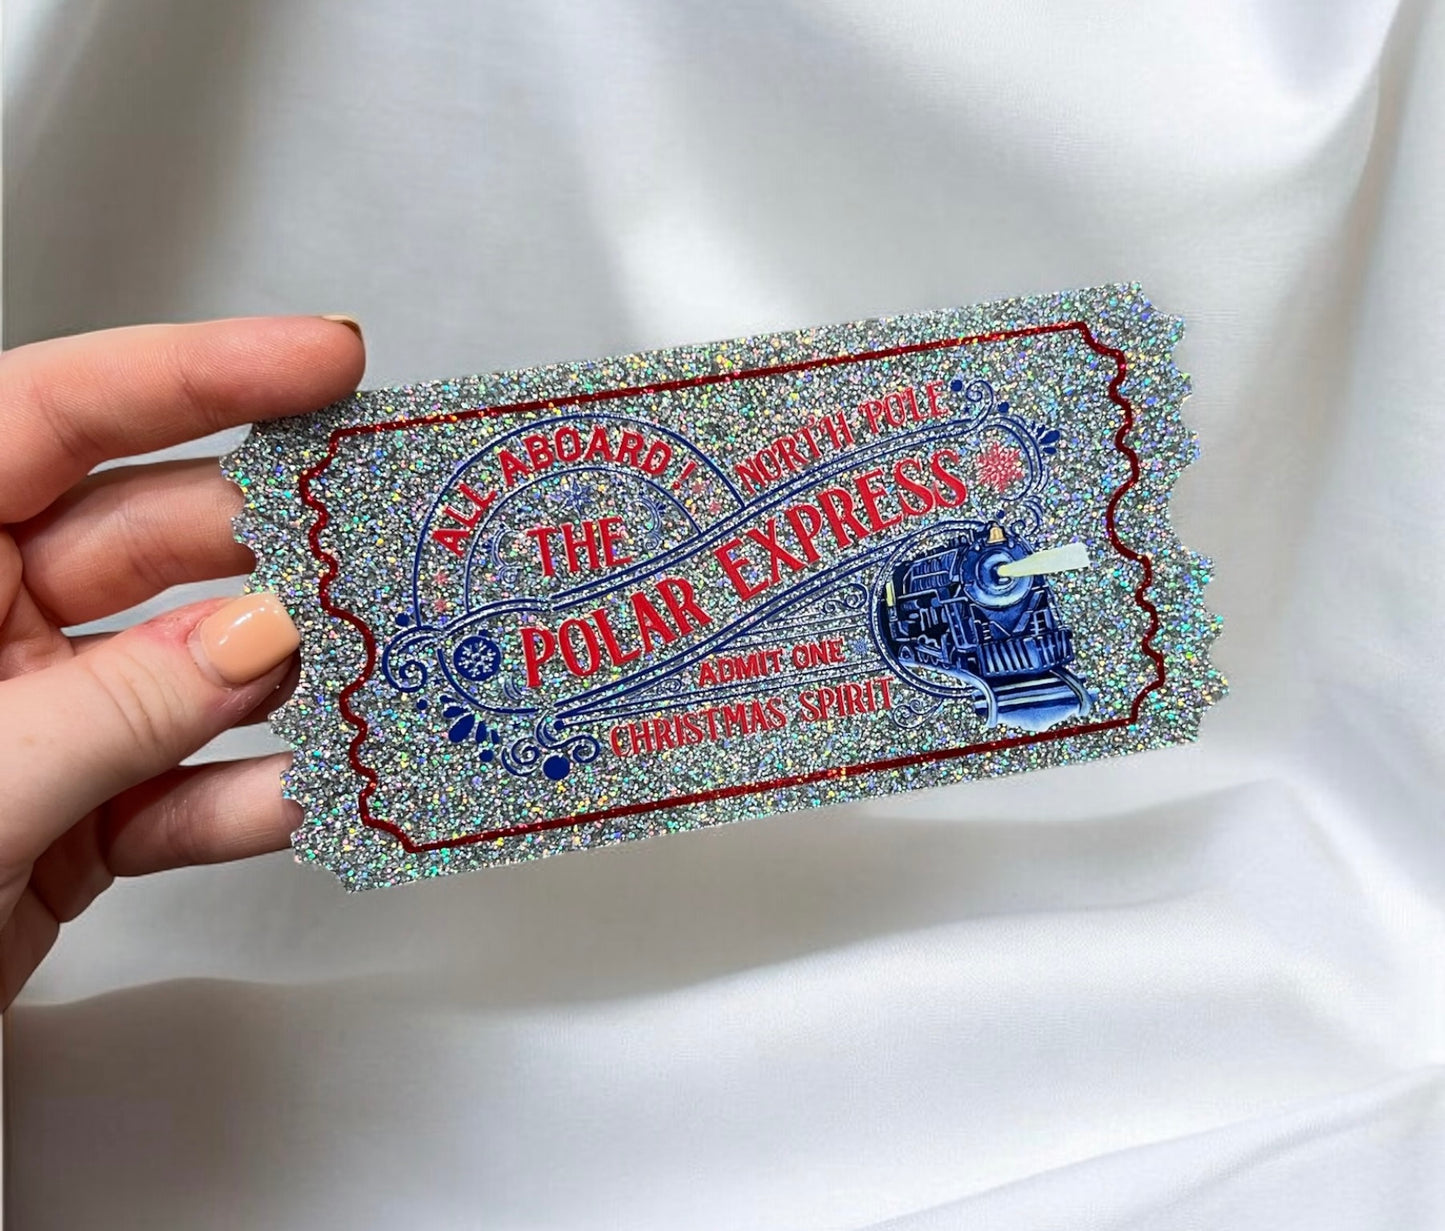 ALL ABOARD!
NORTH POLE
THE
POLAR EXPRESS
ADMIT ONE
CHRISTMAS SPIRIT